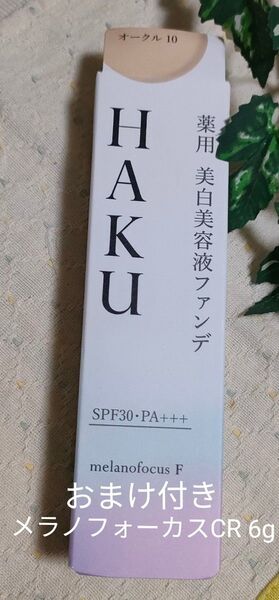 オークル 10
HAKU
薬用 美白美容液ファンデ
SPF30・PA+++
melanofocus F
おまけ付き
メラノフォーカスCR 6g